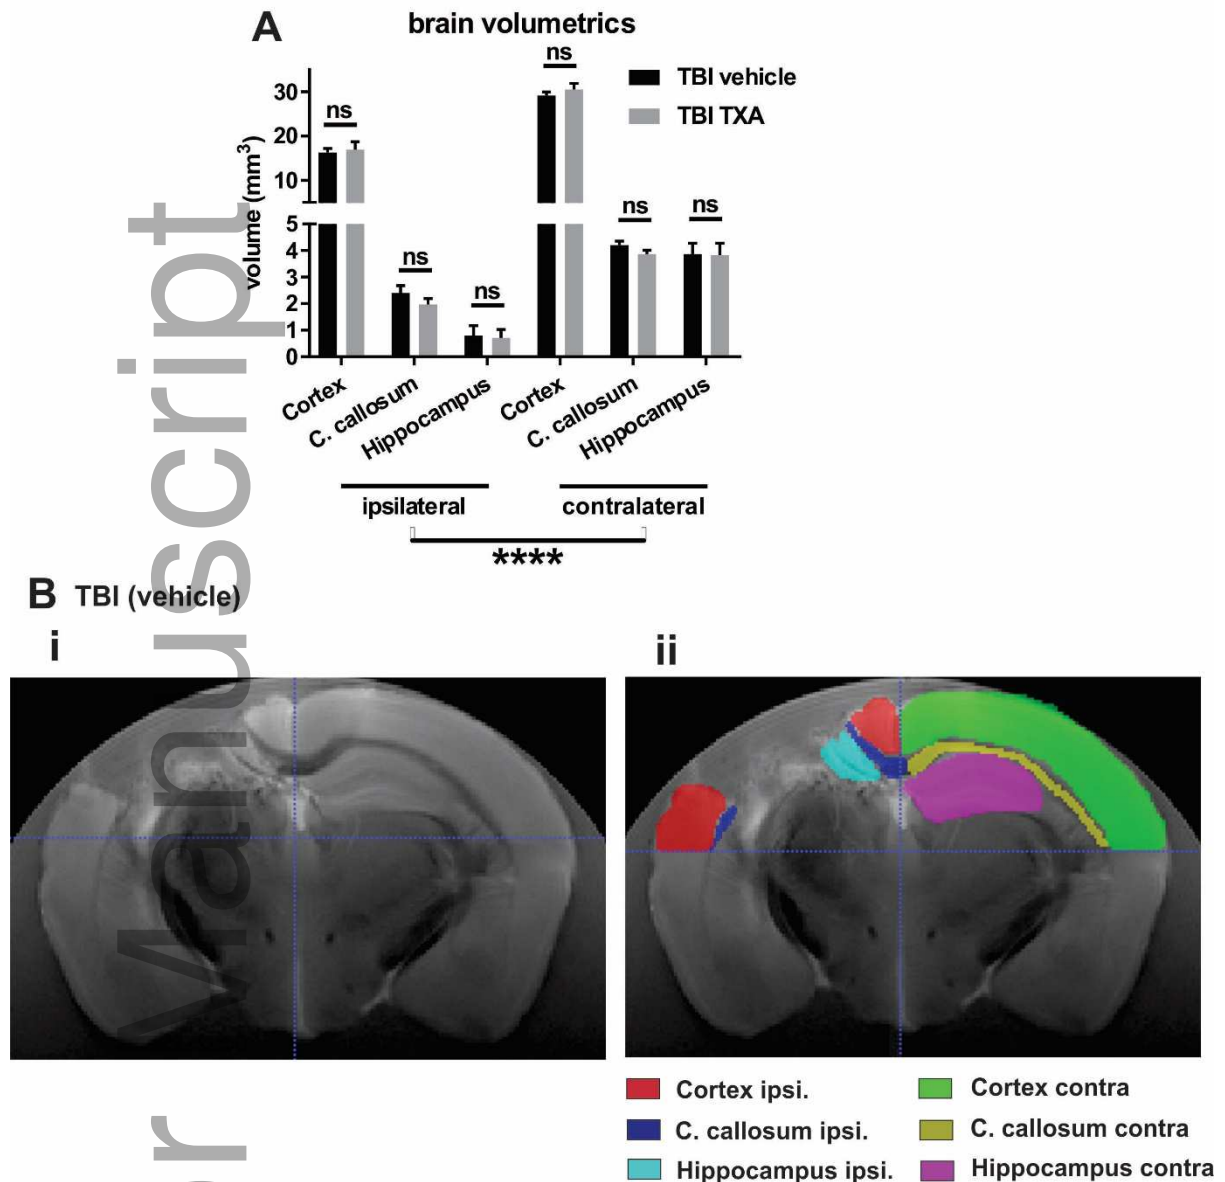 A
brain volumetrics
TBI vehicle
TBI TXA
ns
ns
ns
ns
ns
ns
volume (mm³)
30
20
10
5
4
3
2
1
0
Cortex
C. callosum
Hippocampus
Cortex
C. callosum
Hippocampus
ipsilateral
contralateral
****
B TBI (vehicle)
i
ii
Cortex ipsi.
C. callosum ipsi.
Hippocampus ipsi.
Cortex contra
C. callosum contra
Hippocampus contra
r Manuscript